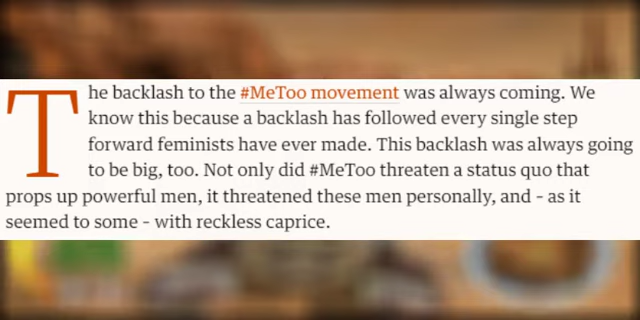 The backlash to the #MeToo movement was always coming. We
know this because a backlash has followed every single step
forward feminists have ever made. This backlash was always going
to be big, too. Not only did #MeToo threaten a status quo that
props up powerful men, it threatened these men personally, and – as it
seemed to some – with reckless caprice.